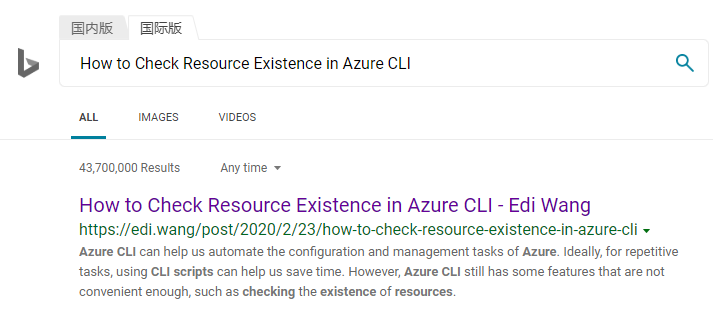 国内版 国际版
How to Check Resource Existence in Azure CLI
ALL IMAGES VIDEOS
43,700,000 Results Any time
How to Check Resource Existence in Azure CLI - Edi Wang
https://edi.wang/post/2020/2/23/how-to-check-resource-existence-in-azure-cli
Azure CLI can help us automate the configuration and management tasks of Azure. Ideally, for repetitive
tasks, using CLI scripts can help us save time. However, Azure CLI still has some features that are not
convenient enough, such as checking the existence of resources.